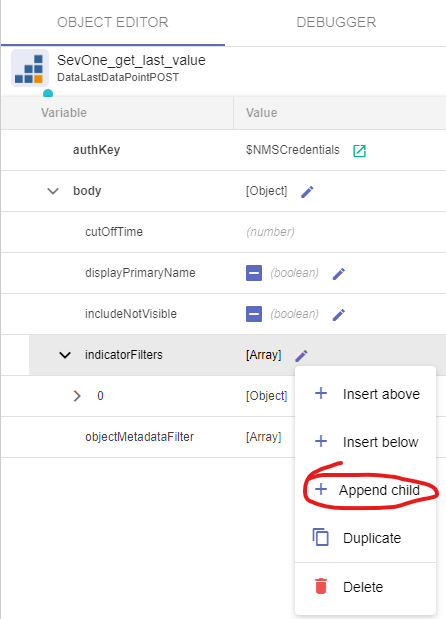 OBJECT EDITOR DEBUGGER
SevOne_get_last_value
DataLastDataPointPOST
Variable Value
authKey $NMSCredentials
body [Object]
cutOffTime (number)
displayPrimaryName (boolean)
includeNotVisible (boolean)
indicatorFilters [Array]
0 [Object]
objectMetadataFilter [Array]
Insert above
Insert below
Append child
Duplicate
Delete